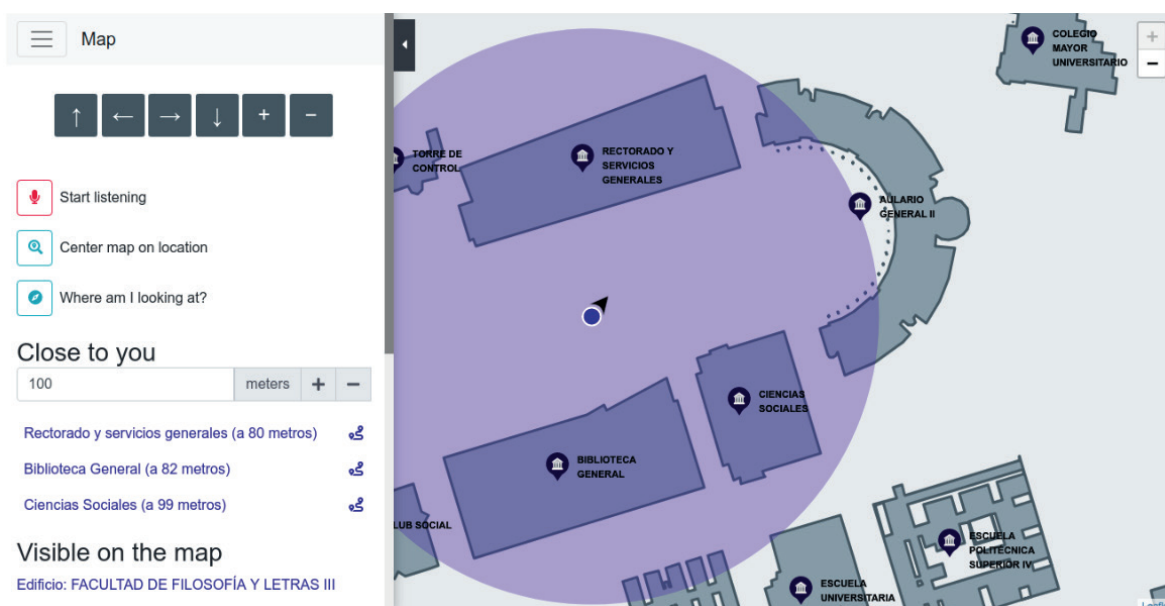 Map
↑ ← → ↓ + −
Start listening
Center map on location
Where am I looking at?
Close to you
100 meters + −
Rectorado y servicios generales (a 80 metros)
Biblioteca General (a 82 metros)
Ciencias Sociales (a 99 metros)
Visible on the map
Edificio: FACULTAD DE FILOSOFÍA Y LETRAS III
COLEGIO
MAYOR
UNIVERSITARIO
+
−
TORRE DE
CONTROL
RECTORADO Y
SERVICIOS
GENERALES
AULARIO
GENERAL II
CIENCIAS
SOCIALES
BIBLIOTECA
GENERAL
LUB SOCIAL
ESCUELA
POLITÉCNICA
SUPERIOR IV
ESCUELA
UNIVERSITARIA